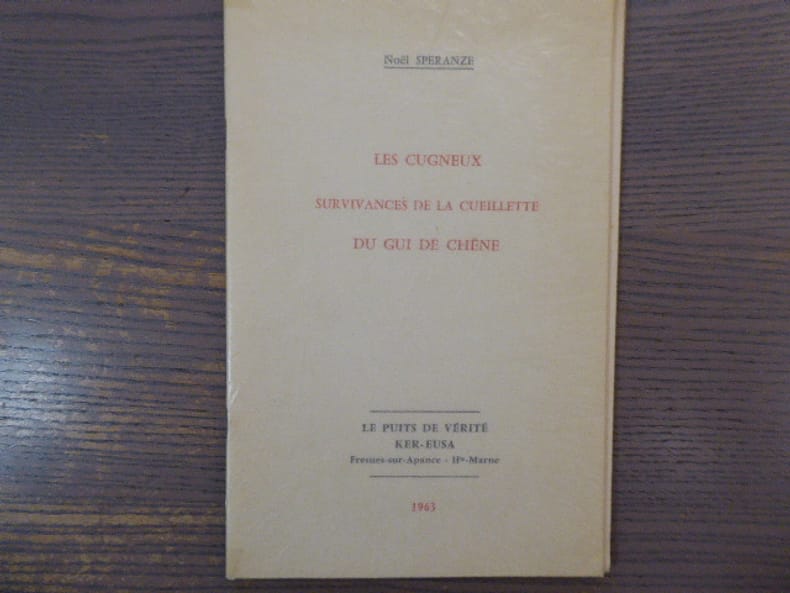 Noël SPERANZE
LES CUGNEUX
SURVIVANCES DE LA CUEILLETTE
DU GUI DE CHÊNE
LE PUITS DE VÉRITÉ
KER-EUSA
Fresnes-sur-Apance - Hte-Marne
1963